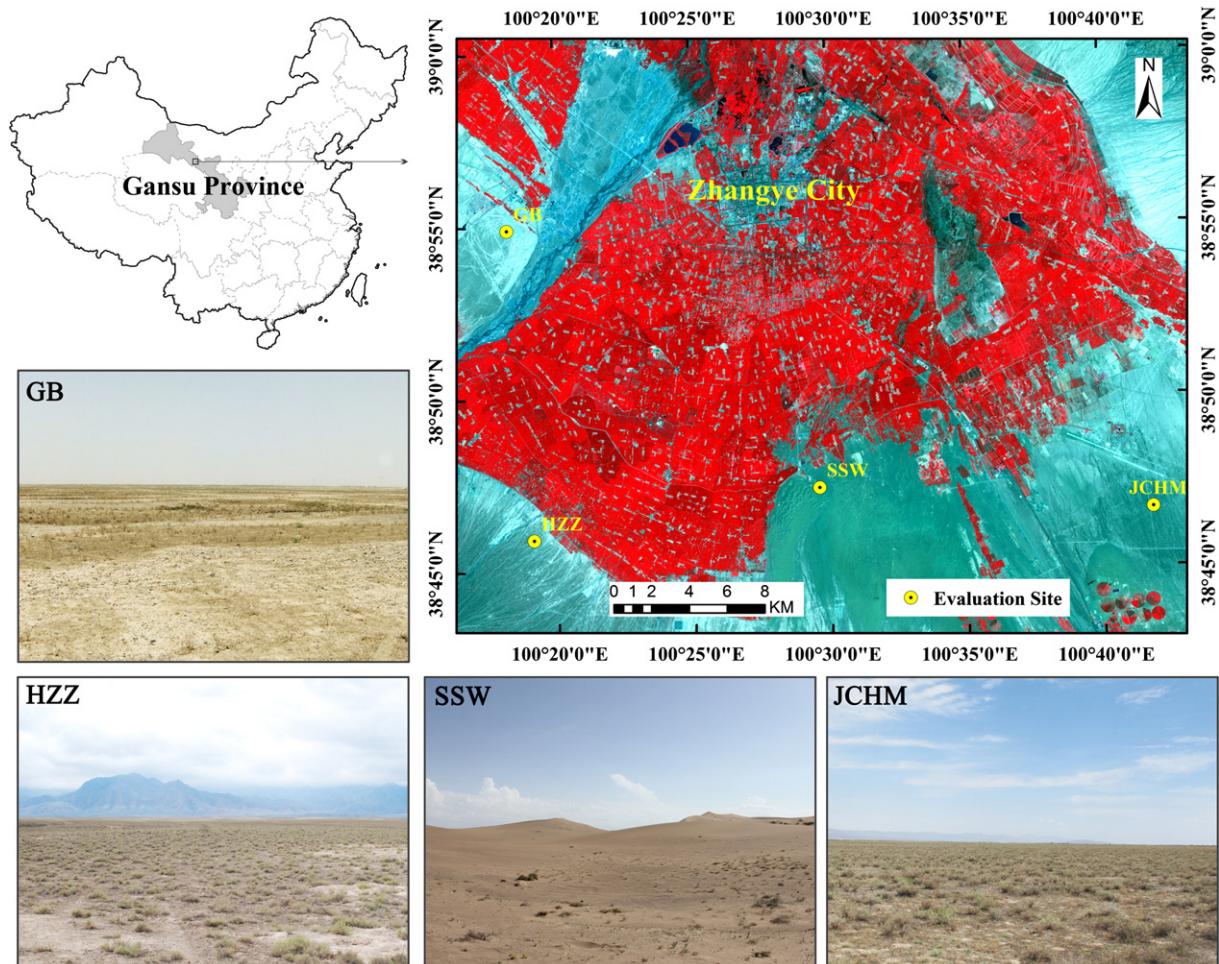 Gansu Province
100°20'0"E 100°25'0"E 100°30'0"E 100°35'0"E 100°40'0"E
39°0'0"N
38°55'0"N
38°50'0"N
38°45'0"N
39°0'0"N
38°55'0"N
38°50'0"N
38°45'0"N
N
Zhangye City
GB
SSW
JCHM
HZZ
0 1 2 4 6 8
KM
Evaluation Site
100°20'0"E 100°25'0"E 100°30'0"E 100°35'0"E 100°40'0"E
GB
HZZ
SSW
JCHM